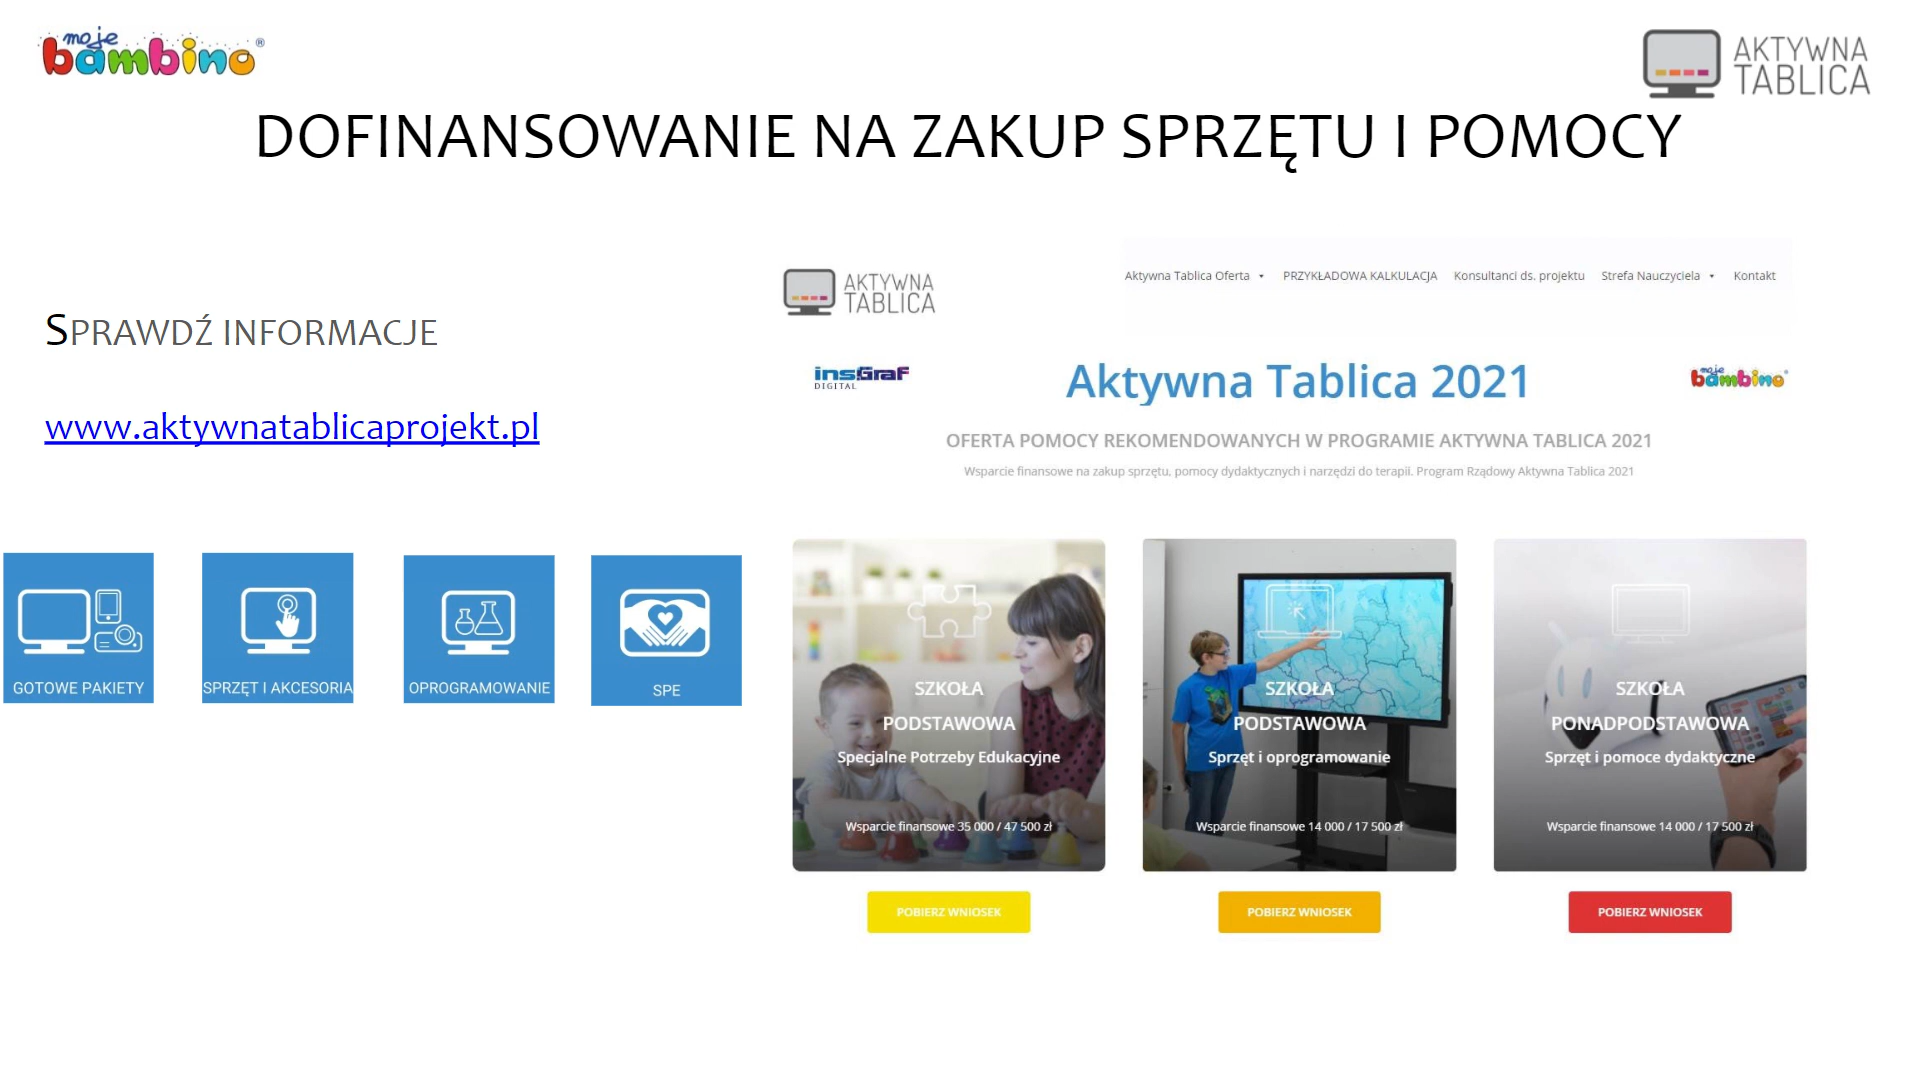 moje
bambino®
AKTYWNA
TABLICA
DOFINANSOWANIE NA ZAKUP SPRZĘTU I POMOCY
SPRAWDŹ INFORMACJE
www.aktywnatablicaprojekt.pl
GOTOWE PAKIETY
SPRZĘT I AKCESORIA
OPROGRAMOWANIE
SPE
AKTYWNA
TABLICA
Aktywna Tablica Oferta PRZYKŁADOWA KALKULACJA Konsultanci ds. projektu Strefa Nauczyciela Kontakt
insGraf
DIGITAL
Aktywna Tablica 2021
moje
bambino®
OFERTA POMOCY REKOMENDOWANYCH W PROGRAMIE AKTYWNA TABLICA 2021
Wsparcie finansowe na zakup sprzętu, pomocy dydaktycznych i narzędzi do terapii. Program Rządowy Aktywna Tablica 2021
SZKOŁA
PODSTAWOWA
Specjalne Potrzeby Edukacyjne
Wsparcie finansowe 35 000 / 47 500 zł
POBIERZ WNIOSEK
SZKOŁA
PODSTAWOWA
Sprzęt i oprogramowanie
Wsparcie finansowe 14 000 / 17 500 zł
POBIERZ WNIOSEK
SZKOŁA
PONADPODSTAWOWA
Sprzęt i pomoce dydaktyczne
Wsparcie finansowe 14 000 / 17 500 zł
POBIERZ WNIOSEK